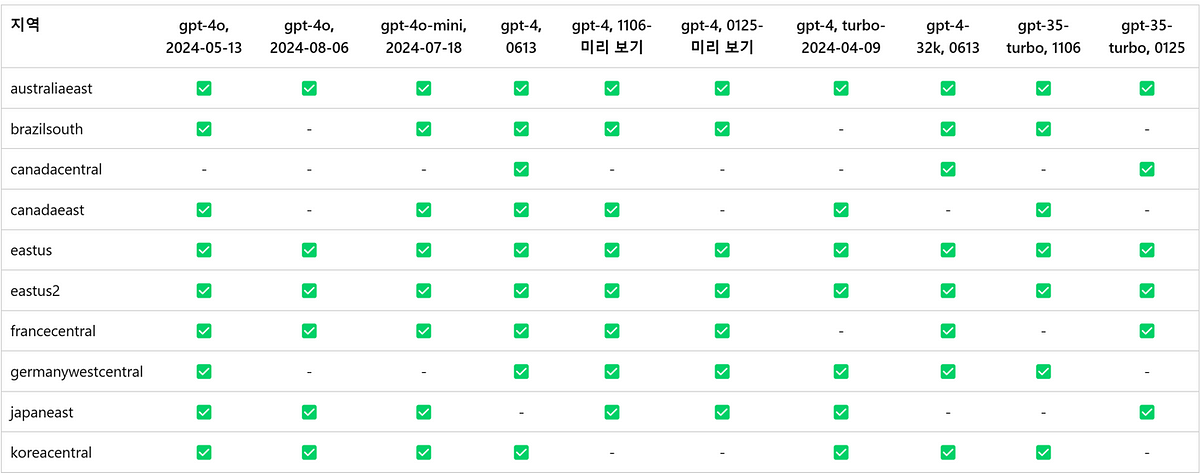 지역 gpt-4o, 2024-05-13 gpt-4o, 2024-08-06 gpt-4o-mini, 2024-07-18 gpt-4, 0613 gpt-4, 1106-미리 보기 gpt-4, 0125-미리 보기 gpt-4, turbo-2024-04-09 gpt-4-32k, 0613 gpt-35-turbo, 1106 gpt-35-turbo, 0125
australiaeast ✅ ✅ ✅ ✅ ✅ ✅ ✅ ✅ ✅ ✅
brazilsouth ✅ - ✅ ✅ ✅ ✅ - ✅ ✅ -
canadacentral - - - ✅ - - - ✅ - ✅
canadaeast ✅ - ✅ ✅ ✅ - ✅ - ✅ -
eastus ✅ ✅ ✅ ✅ ✅ ✅ ✅ ✅ ✅ ✅
eastus2 ✅ ✅ ✅ ✅ ✅ ✅ ✅ ✅ ✅ ✅
francecentral ✅ ✅ ✅ ✅ ✅ ✅ - ✅ - ✅
germanywestcentral ✅ - - ✅ ✅ ✅ ✅ ✅ ✅ -
japaneast ✅ ✅ ✅ - ✅ ✅ ✅ - - ✅
koreacentral ✅ ✅ ✅ ✅ - - ✅ ✅ ✅ -